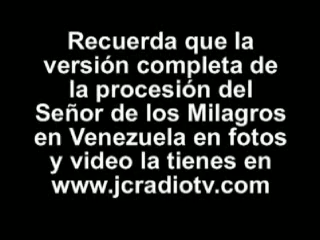 Recuerda que la
versión completa de
la procesión del
Señor de los Milagros
en Venezuela en fotos
y video la tienes en
www.jcradiotv.com